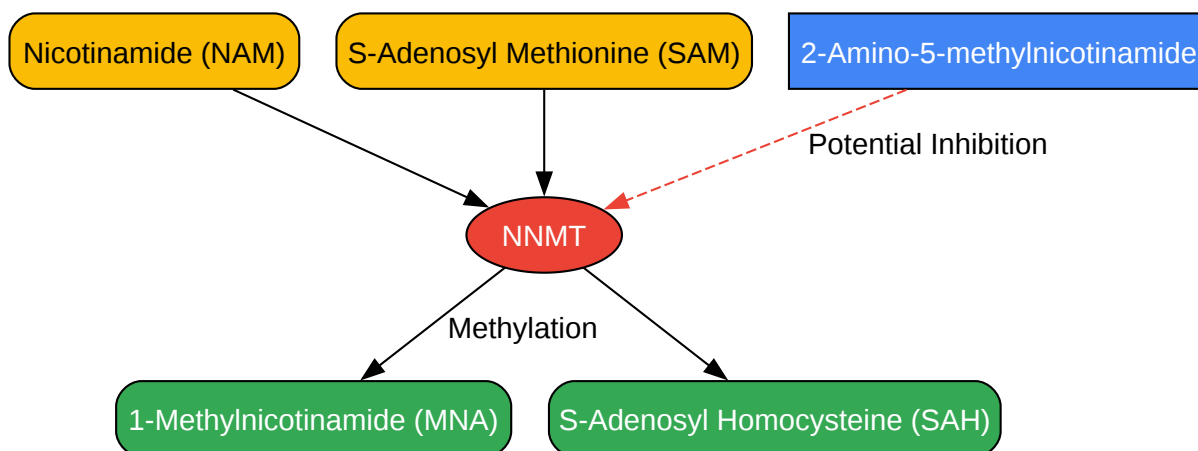 Nicotinamide (NAM)
S-Adenosyl Methionine (SAM)
2-Amino-5-methylnicotinamide
Potential Inhibition
NNMT
Methylation
1-Methylnicotinamide (MNA)
S-Adenosyl Homocysteine (SAH)